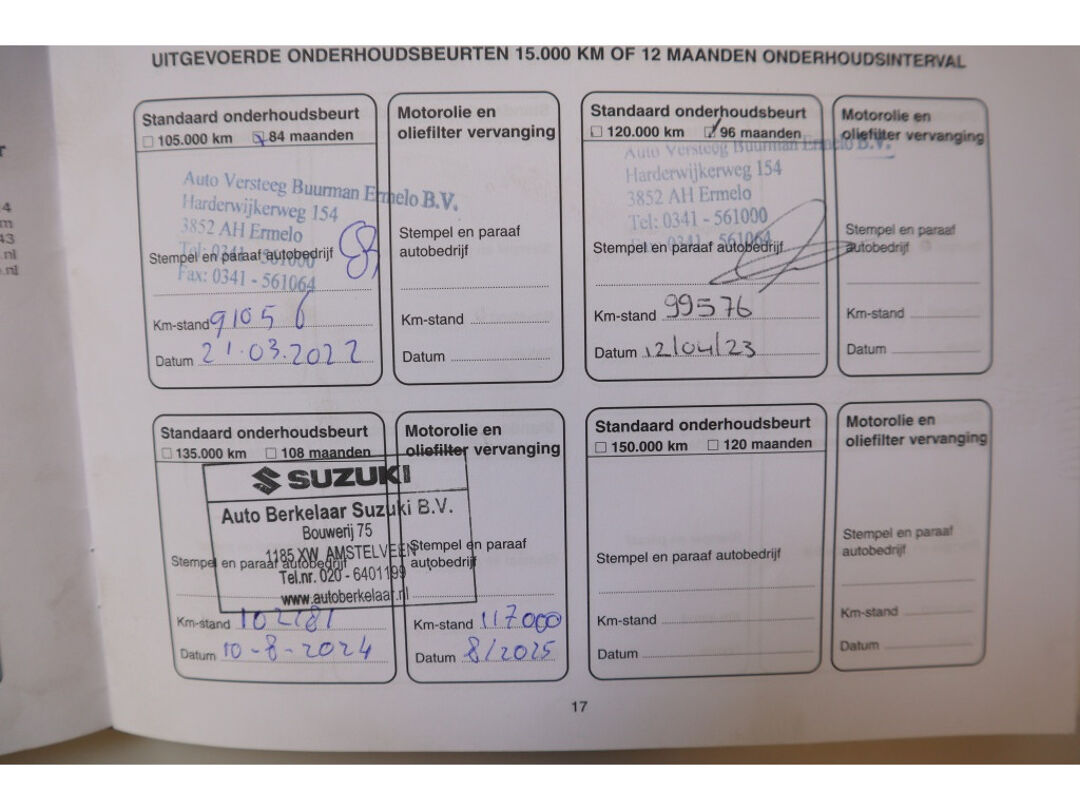 UITGEVOERDE ONDERHOUDSBEURTEN 15.000 KM OF 12 MAANDEN ONDERHOUDSINTERVAL
Standaard onderhoudsbeurt
105.000 km 84 maanden
Auto Versteeg Buurman Ermelo B.V.
Harderwijkerweg 154
3852 AH Ermelo
Tel: 0341 - 561000
Stempel en paraaf autobedrijf
Fax: 0341 - 561064
Km-stand 91056
Datum 21.03.2022
Motorolie en
oliefilter vervanging
Stempel en paraaf
autobedrijf
Km-stand
Datum
Standaard onderhoudsbeurt
120.000 km 96 maanden
Auto Versteeg Buurman Ermelo B.V.
Harderwijkerweg 154
3852 AH Ermelo
Tel: 0341 - 561000
Stempel en paraaf autobedrijf
Fax: 0341 - 561064
Km-stand 99576
Datum 12/04/23
Motorolie en
oliefilter vervanging
Stempel en paraaf
autobedrijf
Km-stand
Datum
Standaard onderhoudsbeurt
135.000 km 108 maanden
SUZUKI
Auto Berkelaar Suzuki B.V.
Bouwerij 75
1185 XW AMSTELVEEN
Stempel en paraaf autobedrijf
Tel.nr. 020 - 6401199
www.autoberkelaar.nl
Km-stand
Datum 10-8-2024
Motorolie en
oliefilter vervanging
Stempel en paraaf
autobedrijf
Km-stand 117000
Datum 8/2025
Standaard onderhoudsbeurt
150.000 km 120 maanden
Stempel en paraaf autobedrijf
Km-stand
Datum
Motorolie en
oliefilter vervanging
Stempel en paraaf
autobedrijf
Km-stand
Datum
17